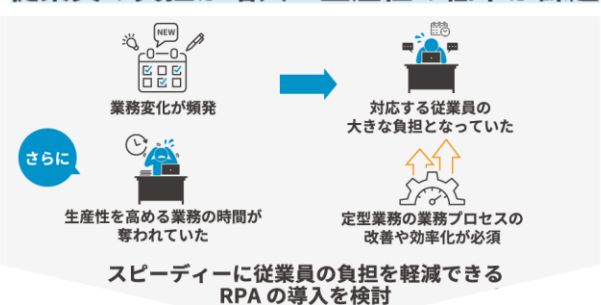 NEW
業務変化が頻発
対応する従業員の
大きな負担となっていた
さらに
生産性を高める業務の時間が
奪われていた
定型業務の業務プロセスの
改善や効率化が必須
スピーディーに従業員の負担を軽減できる
RPA の導入を検討